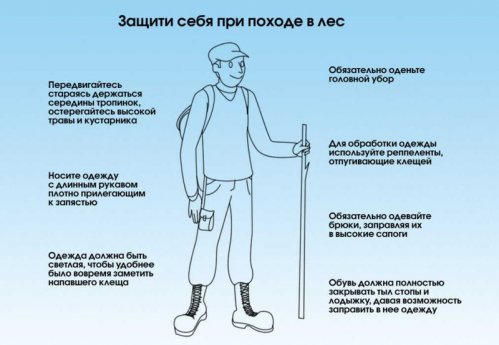 Защити себя при походе в лес
Передвигайтесь
стараясь держаться
середины тропинок,
остерегайтесь высокой
травы и кустарника
Носите одежду
с длинным рукавом
плотно прилегающим
к запястью
Одежда должна быть
светлая, чтобы удобнее
было вовремя заметить
напавшего клеща
Обязательно оденьте
головной убор
Для обработки одежды
используйте реппеленты,
отпугивающие клещей
Обязательно одевайте
брюки, заправляя их
в высокие сапоги
Обувь должна полностью
закрывать тыл стопы и
лодыжку, давая возможность
заправить в нее одежду